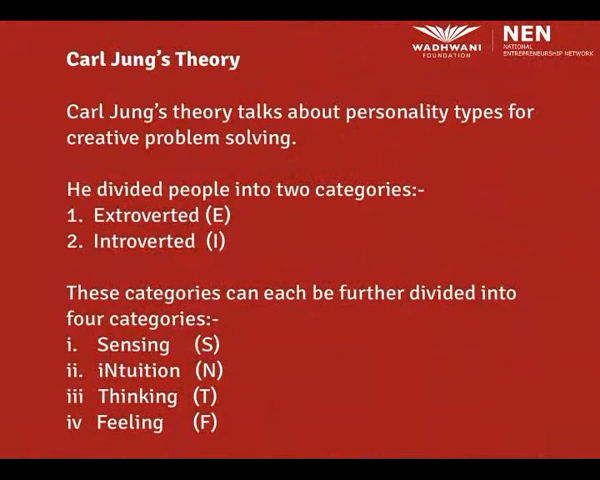 WADHWANI
FOUNDATION
NEN
NATIONAL
ENTREPRENEURSHIP NETWORK
Carl Jung's Theory
Carl Jung's theory talks about personality types for
creative problem solving.
He divided people into two categories:-
1. Extroverted (E)
2. Introverted (I)
These categories can each be further divided into
four categories:-
i. Sensing (S)
ii. iNtuition (N)
iii Thinking (T)
iv Feeling (F)